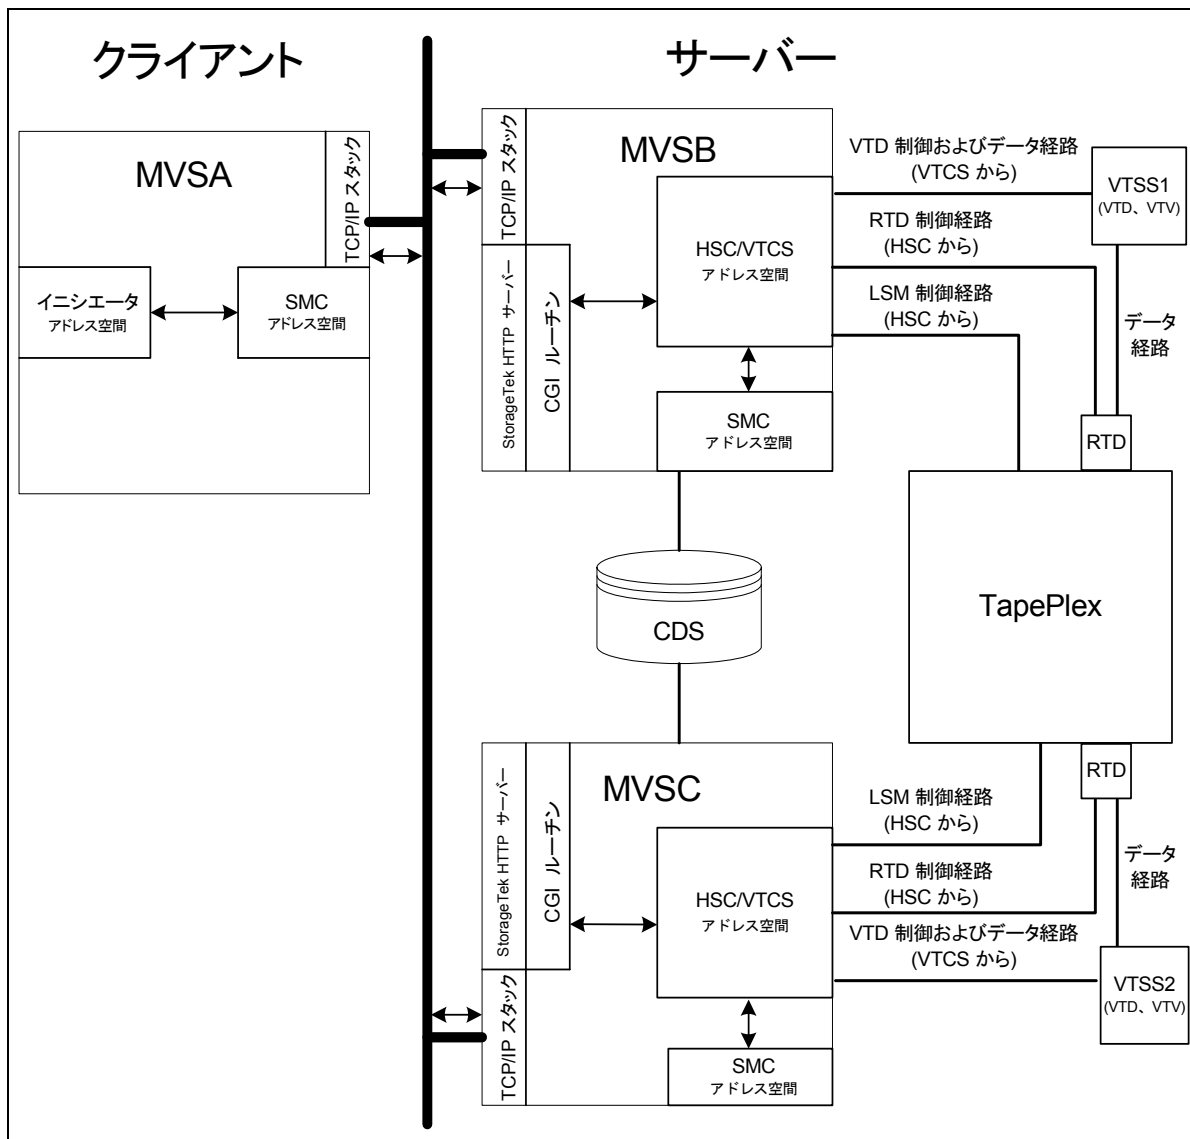 クライアント
サーバー
MVSA
TCP/IP スタック
イニシエータ
アドレス空間
SMC
アドレス空間
TCP/IP スタック
MVSB
StorageTek HTTP サーバー
CGI ルーチン
HSC/VTCS
アドレス空間
SMC
アドレス空間
VTD 制御およびデータ経路
(VTCS から)
VTSS1
(VTD、VTV)
RTD 制御経路
(HSC から)
LSM 制御経路
(HSC から)
データ
経路
RTD
TapePlex
CDS
StorageTek HTTP サーバー
CGI ルーチン
MVSC
HSC/VTCS
アドレス空間
TCP/IP スタック
SMC
アドレス空間
RTD
LSM 制御経路
(HSC から)
データ
経路
RTD 制御経路
(HSC から)
VTD 制御およびデータ経路
(VTCS から)
VTSS2
(VTD、VTV)